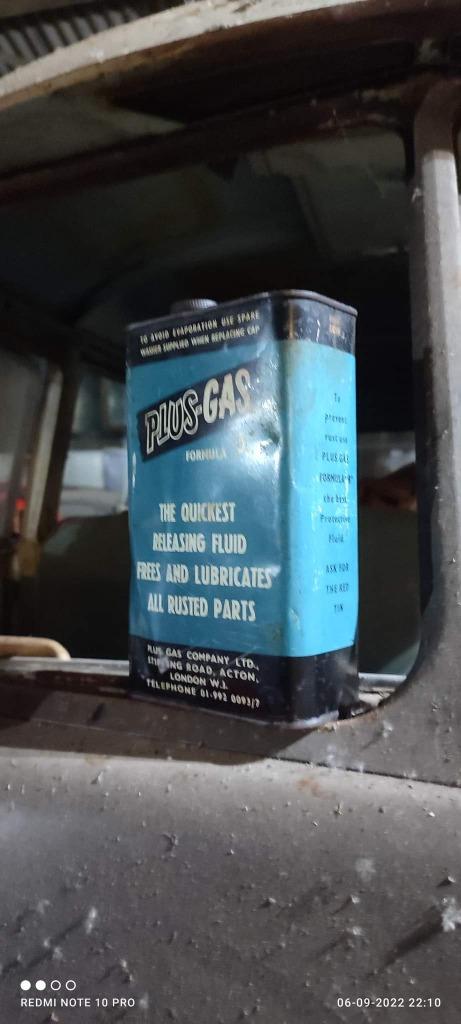 TO AVOID EVAPORATION USE SPARE
WASHER SUPPLIED WHEN REPLACING CAP
PLUS-GAS
FORMULA
THE QUICKEST
RELEASING FLUID
FREES AND LUBRICATES
ALL RUSTED PARTS
PLUS GAS COMPANY LTD.,
ROAD, ACTON,
LONDON W.3.
TELEPHONE 01-992 0093/7
To
prevent
rust use
PLUS GAS
FORMULA
the best
Protective
Fluid.
ASK FOR
THE RED
TIN
REDMI NOTE 10 PRO
06-09-2022 22:10